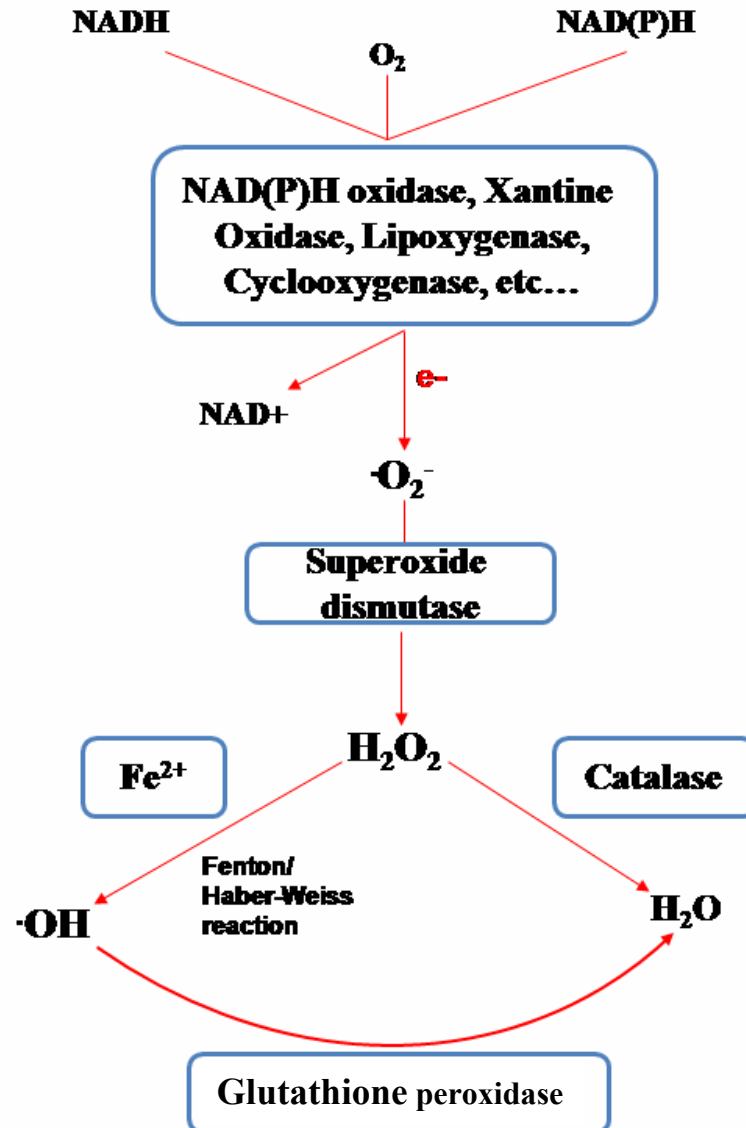 NADH
NAD(P)H
O₂
NAD(P)H oxidase, Xantine
Oxidase, Lipoxygenase,
Cyclooxygenase, etc…
e-
NAD+
·O₂⁻
Superoxide
dismutase
H₂O₂
Fe²⁺
Catalase
Fenton/
Haber-Weiss
reaction
·OH
H₂O
Glutathione peroxidase